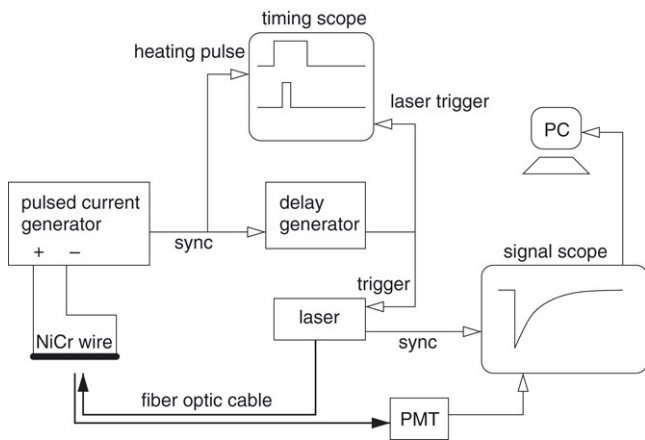 timing scope
heating pulse
laser trigger
PC
pulsed current
generator
+ −
sync
delay
generator
signal scope
trigger
laser
sync
NiCr wire
fiber optic cable
PMT